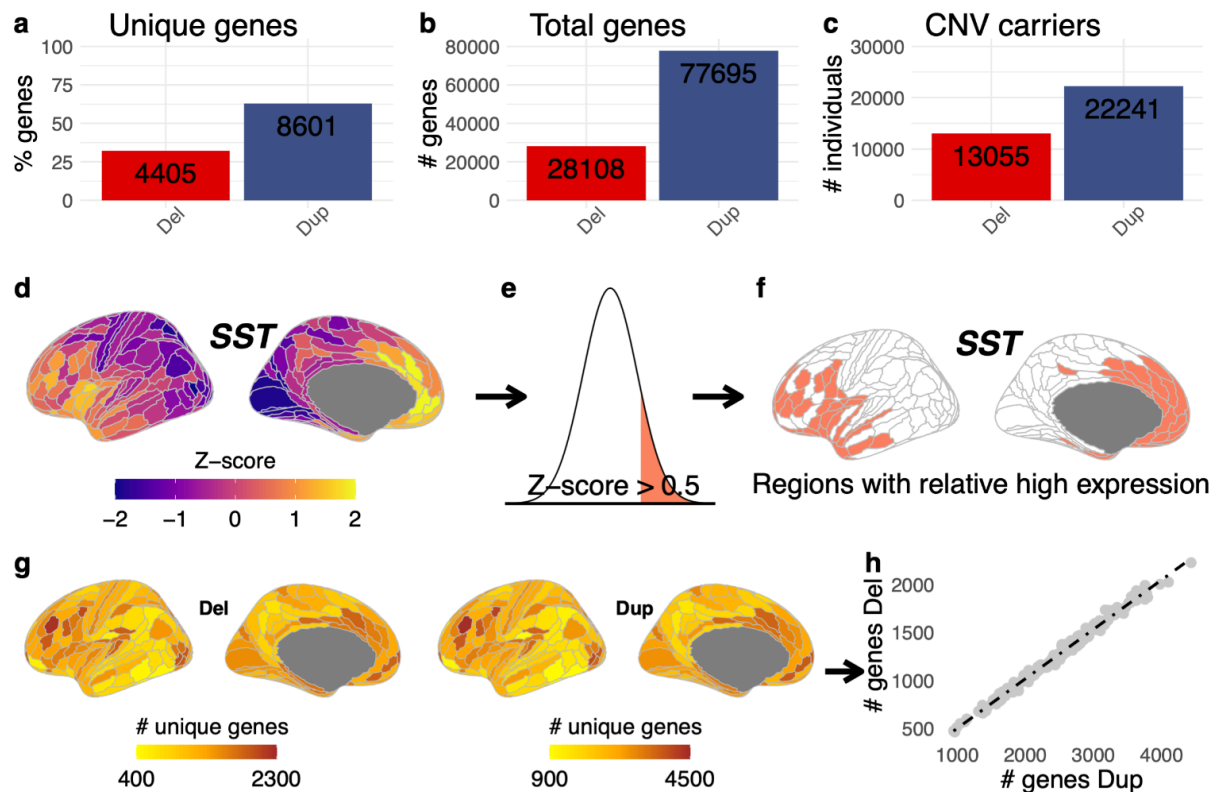 a Unique genes
100
75
50
25
0
% genes
4405
8601
Del
Dup
b Total genes
80000
60000
40000
20000
0
# genes
28108
77695
Del
Dup
c CNV carriers
30000
20000
10000
0
# individuals
13055
22241
Del
Dup
d
SST
Z−score
−2 −1 0 1 2
e
Z−score > 0.5
f
SST
Regions with relative high expression
g
Del
# unique genes
400 2300
Dup
# unique genes
900 4500
h
2000
1500
1000
500
# genes Del
1000 2000 3000 4000
# genes Dup